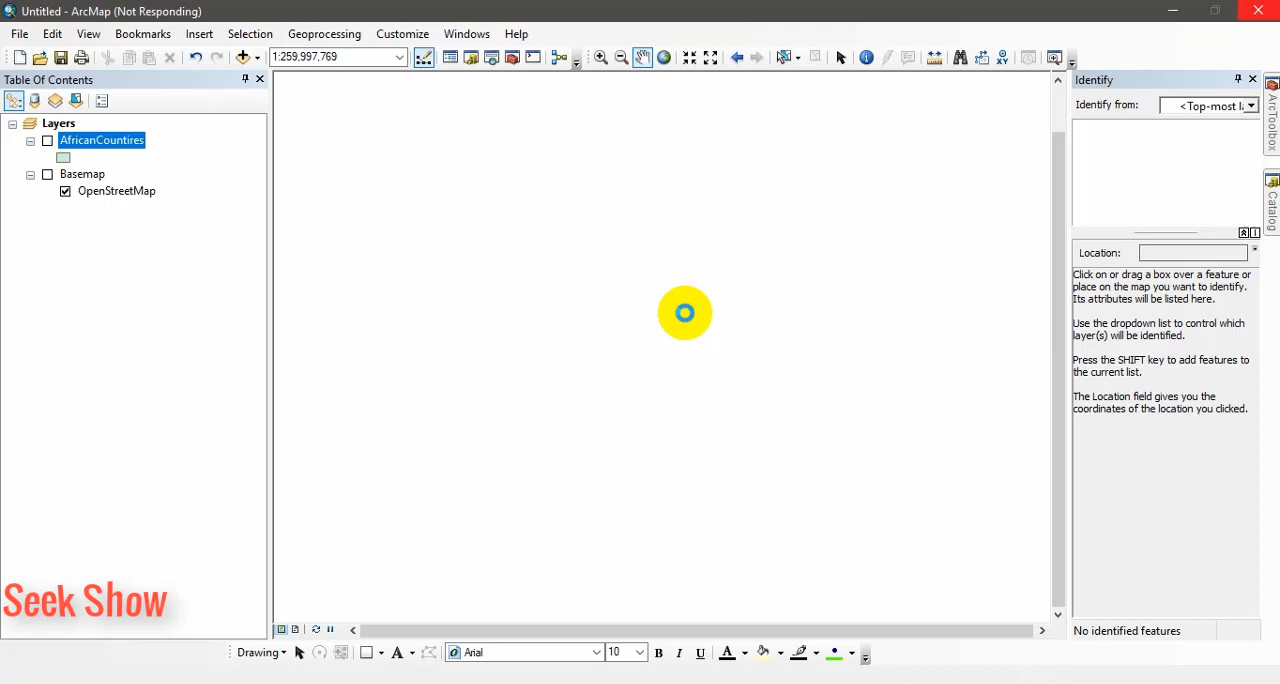 Untitled - ArcMap (Not Responding)
File Edit View Bookmarks Insert Selection Geoprocessing Customize Windows Help
1:259,997,769
Table Of Contents
Identify
Identify from: <Top-most l
ArcToolbox
Catalog
Layers
AfricanCountires
Basemap
OpenStreetMap
Location:
Click on or drag a box over a feature or
place on the map you want to identify.
Its attributes will be listed here.
Use the dropdown list to control which
layer(s) will be identified.
Press the SHIFT key to add features to
the current list.
The Location field gives you the
coordinates of the location you clicked.
Seek Show
No identified features
Drawing A Arial 10 B I U A